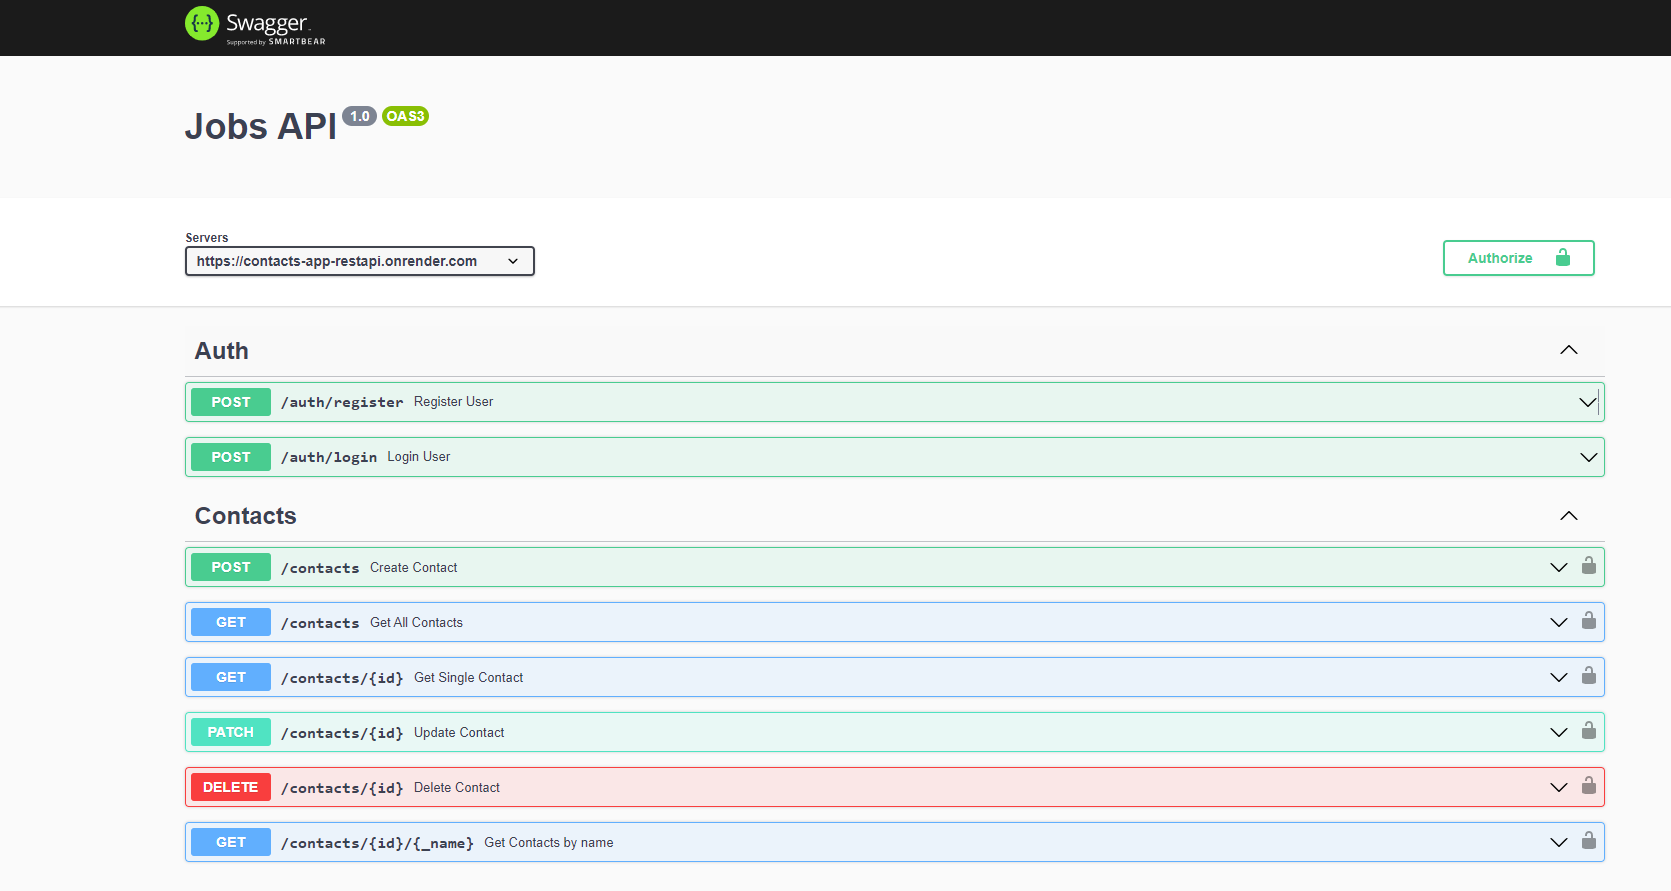 Swagger
Supported by SMARTBEAR
Jobs API 1.0 OAS3
Servers
https://contacts-app-restapi.onrender.com
Authorize
Auth
POST /auth/register Register User
POST /auth/login Login User
Contacts
POST /contacts Create Contact
GET /contacts Get All Contacts
GET /contacts/{id} Get Single Contact
PATCH /contacts/{id} Update Contact
DELETE /contacts/{id} Delete Contact
GET /contacts/{id}/{_name} Get Contacts by name